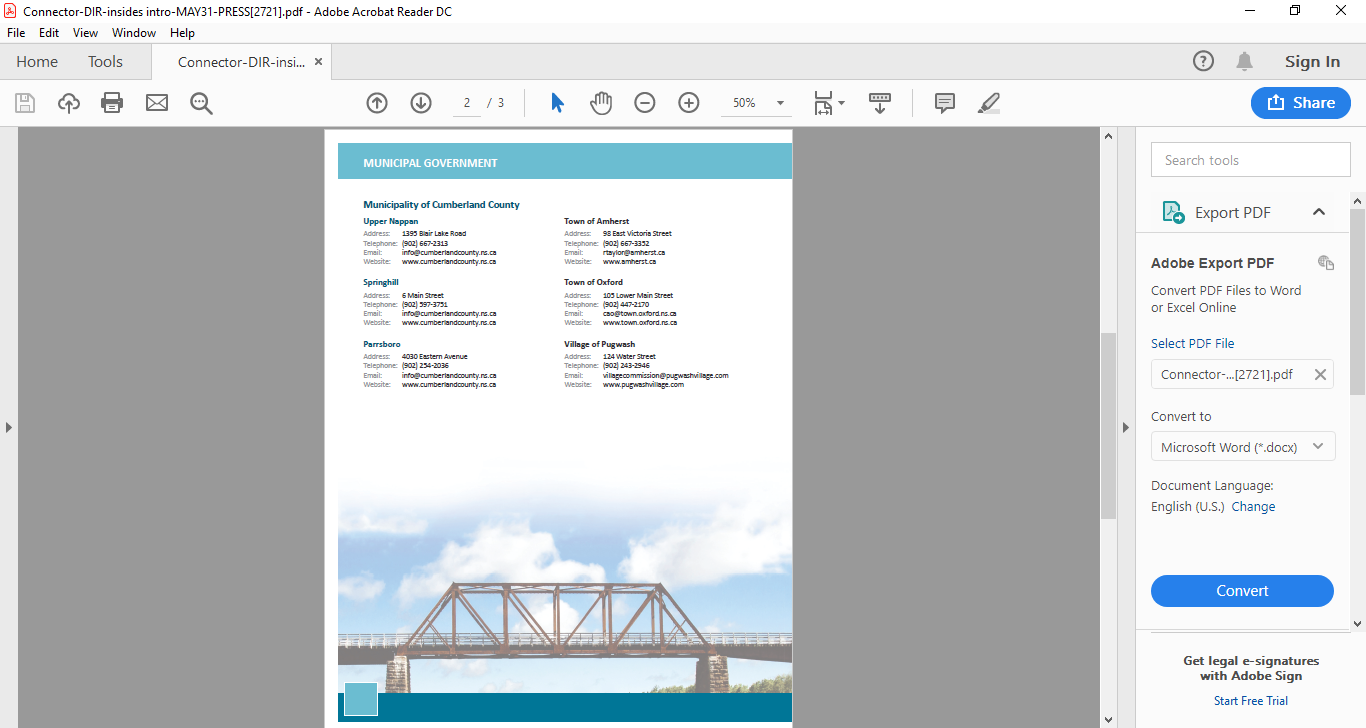 Connector-DIR-insides intro-MAY31-PRESS[2721].pdf - Adobe Acrobat Reader DC
File Edit View Window Help
Home Tools Connector-DIR-insi... ×
Sign In
2 / 3
50%
Share
MUNICIPAL GOVERNMENT
Municipality of Cumberland County
Upper Nappan
Address: 1395 Blair Lake Road
Telephone: (902) 667-2313
Email: info@cumberlandcounty.ns.ca
Website: www.cumberlandcounty.ns.ca
Springhill
Address: 6 Main Street
Telephone: (902) 597-3751
Email: info@cumberlandcounty.ns.ca
Website: www.cumberlandcounty.ns.ca
Parrsboro
Address: 4030 Eastern Avenue
Telephone: (902) 254-2036
Email: info@cumberlandcounty.ns.ca
Website: www.cumberlandcounty.ns.ca
Town of Amherst
Address: 98 East Victoria Street
Telephone: (902) 667-3352
Email: rtaylor@amherst.ca
Website: www.amherst.ca
Town of Oxford
Address: 105 Lower Main Street
Telephone: (902) 447-2170
Email: cao@town.oxford.ns.ca
Website: www.town.oxford.ns.ca
Village of Pugwash
Address: 124 Water Street
Telephone: (902) 243-2946
Email: villagecommission@pugwashvillage.com
Website: www.pugwashvillage.com
Search tools
Export PDF
Adobe Export PDF
Convert PDF Files to Word
or Excel Online
Select PDF File
Connector-...[2721].pdf
Convert to
Microsoft Word (*.docx)
Document Language:
English (U.S.) Change
Convert
Get legal e-signatures
with Adobe Sign
Start Free Trial